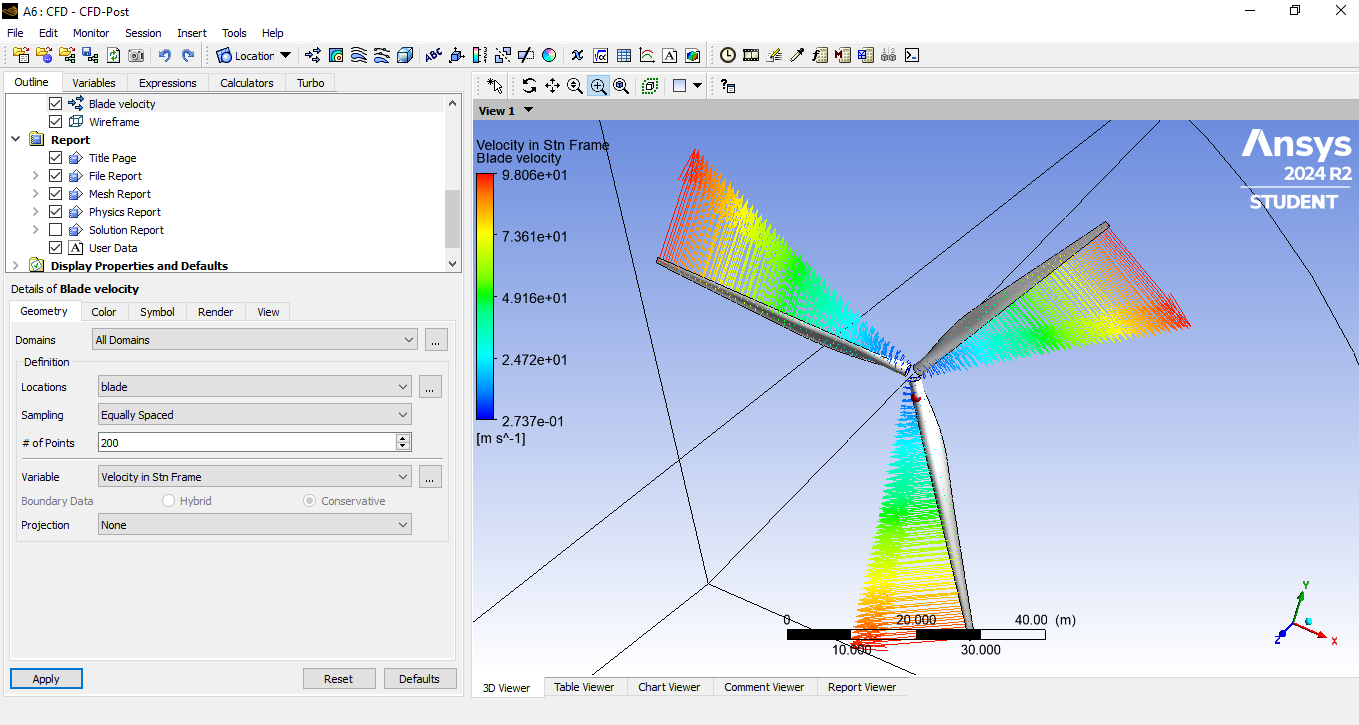 A6 : CFD - CFD-Post
File Edit Monitor Session Insert Tools Help
Location
Outline Variables Expressions Calculators Turbo
Blade velocity
Wireframe
Report
Title Page
File Report
Mesh Report
Physics Report
Solution Report
User Data
Display Properties and Defaults
Details of Blade velocity
Geometry Color Symbol Render View
Domains All Domains ...
Definition
Locations blade ...
Sampling Equally Spaced
# of Points 200
Variable Velocity in Stn Frame ...
Boundary Data Hybrid Conservative
Projection None
Apply Reset Defaults
View 1
Velocity in Stn Frame
Blade velocity
9.806e+01
7.361e+01
4.916e+01
2.472e+01
2.737e-01
[m s^-1]
Ansys
2024 R2
STUDENT
0 20.000 40.00 (m)
10.000 30.000
Y
X
Z
3D Viewer Table Viewer Chart Viewer Comment Viewer Report Viewer